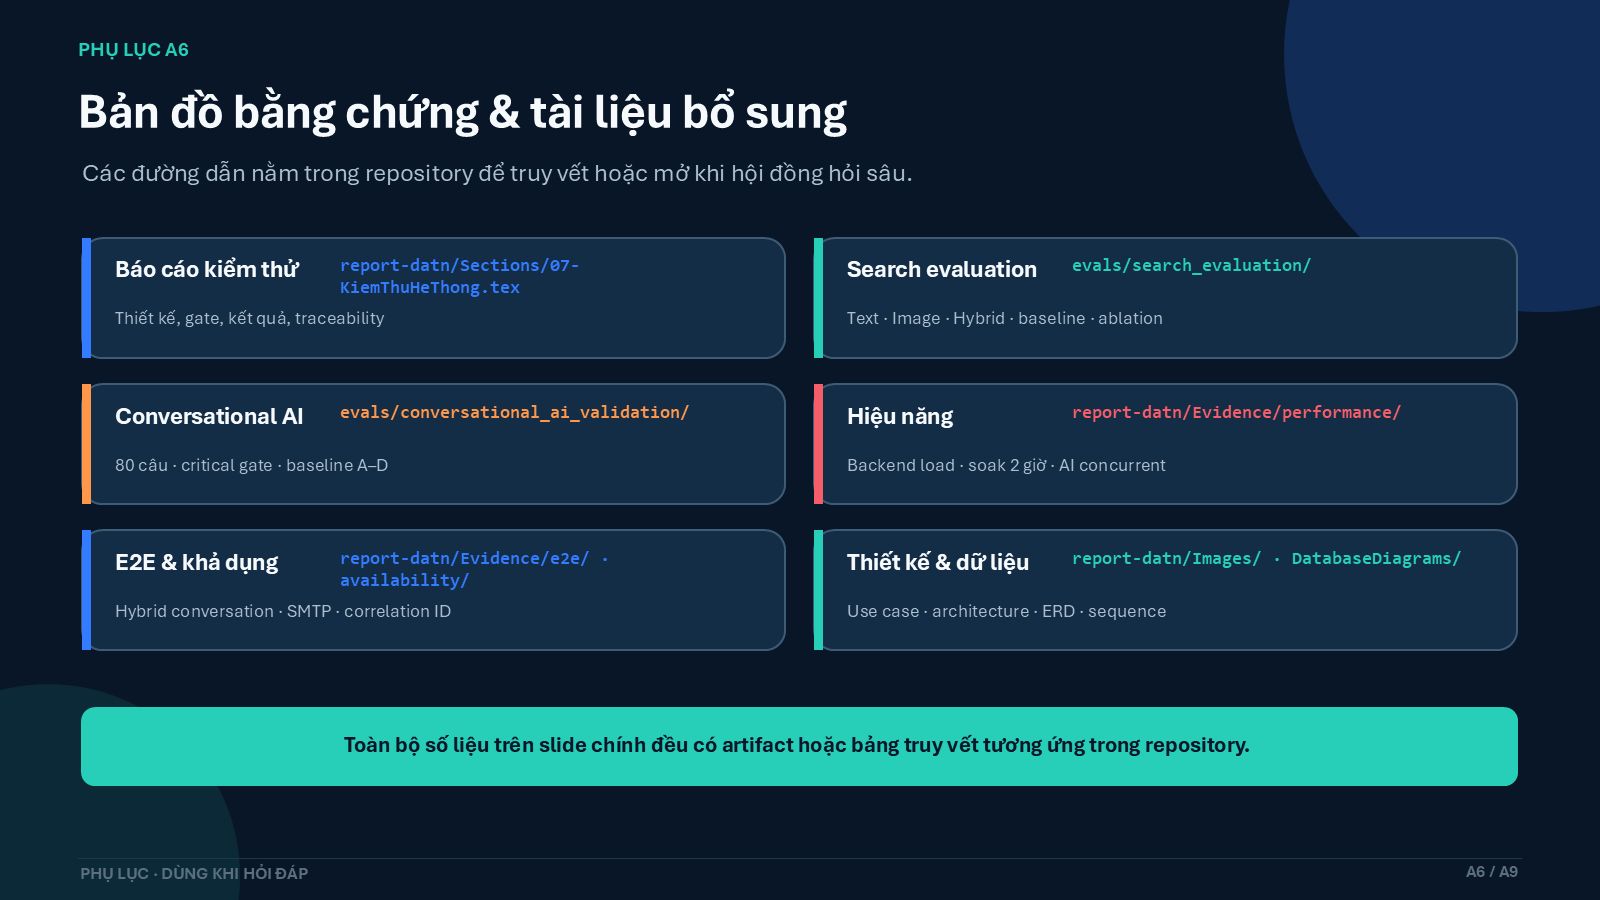 PHỤ LỤC A6
Bản đồ bằng chứng & tài liệu bổ sung
Các đường dẫn nằm trong repository để truy vết hoặc mở khi hội đồng hỏi sâu.
Báo cáo kiểm thử
report-datn/Sections/07-
KiemThuHeThong.tex
Thiết kế, gate, kết quả, traceability
Search evaluation
evals/search_evaluation/
Text · Image · Hybrid · baseline · ablation
Conversational AI
evals/conversational_ai_validation/
80 câu · critical gate · baseline A–D
Hiệu năng
report-datn/Evidence/performance/
Backend load · soak 2 giờ · AI concurrent
E2E & khả dụng
report-datn/Evidence/e2e/ ·
availability/
Hybrid conversation · SMTP · correlation ID
Thiết kế & dữ liệu
report-datn/Images/ · DatabaseDiagrams/
Use case · architecture · ERD · sequence
Toàn bộ số liệu trên slide chính đều có artifact hoặc bảng truy vết tương ứng trong repository.
PHỤ LỤC · DÙNG KHI HỎI ĐÁP
A6 / A9